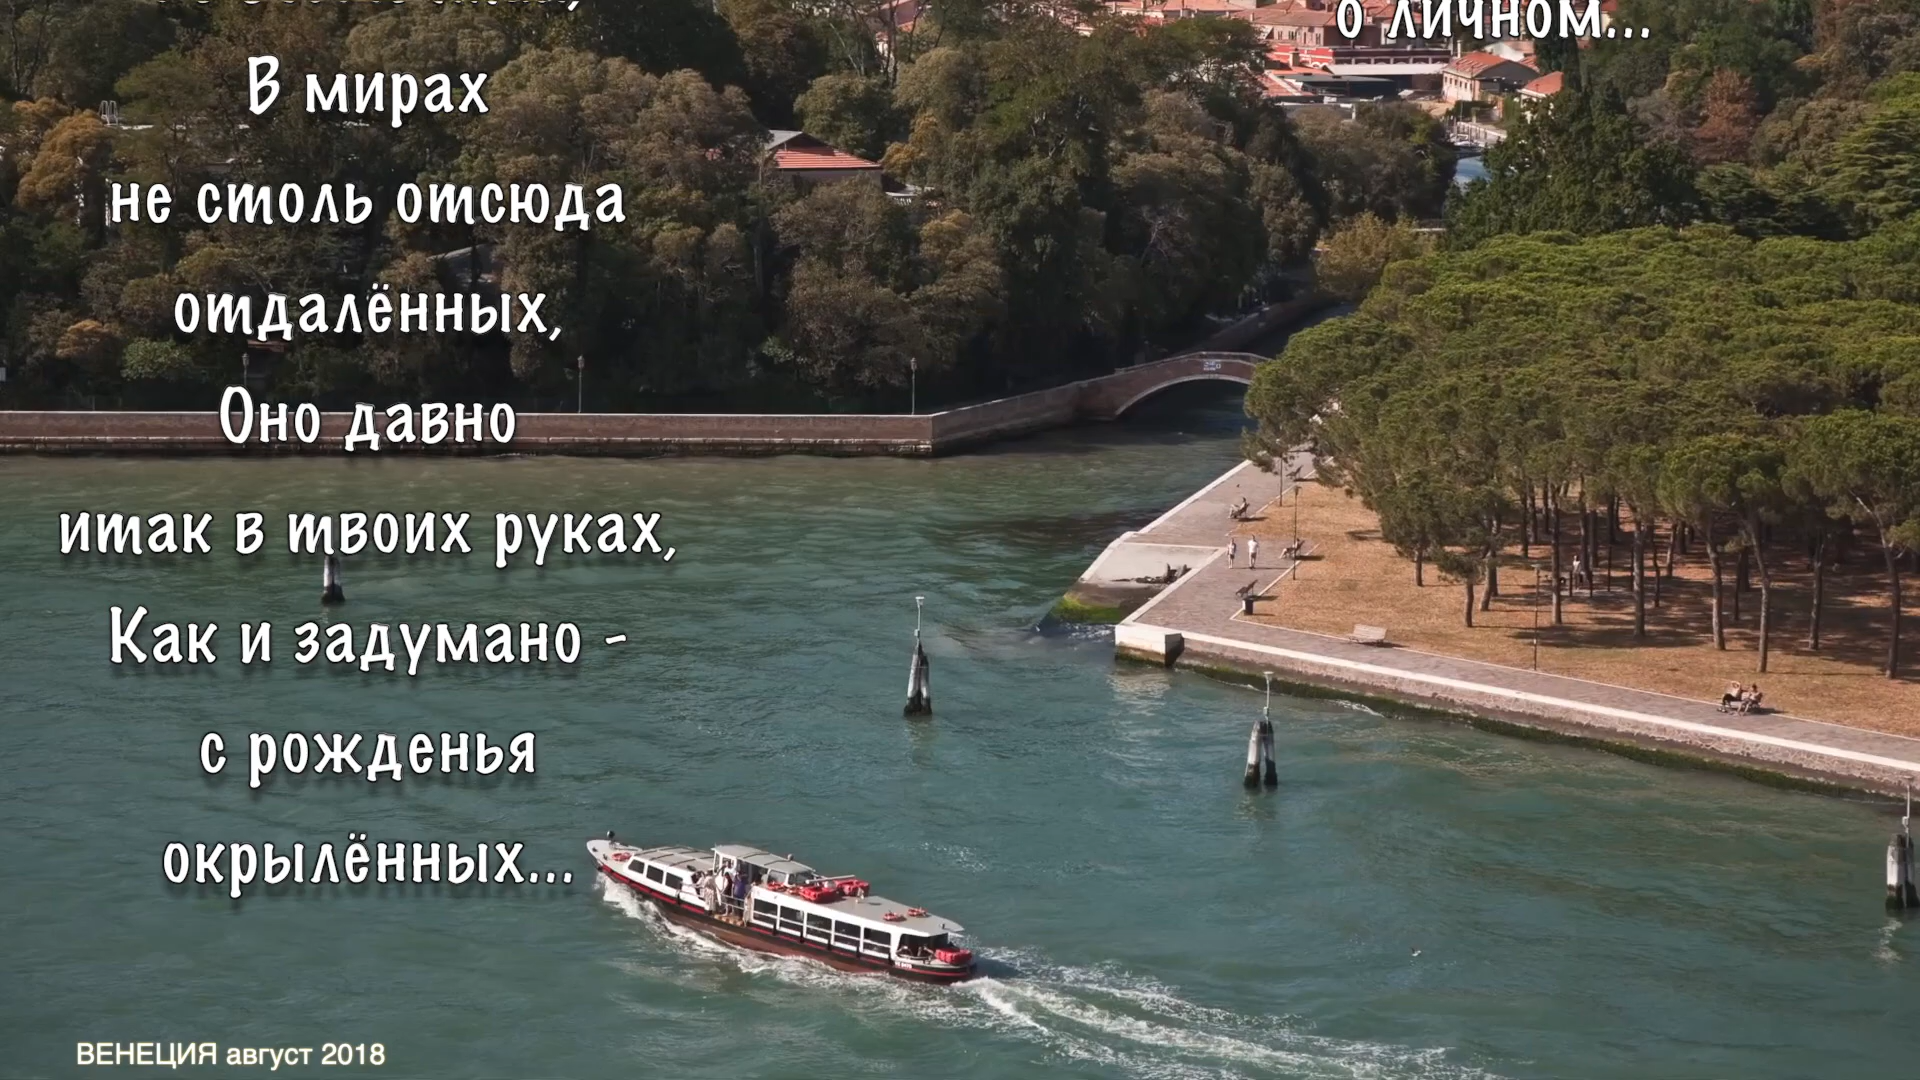 о личном...
В мирах
не столь отсюда
отдалённых,
Оно давно
итак в твоих руках,
Как и задумано -
с рожденья
окрылённых...
ВЕНЕЦИЯ август 2018